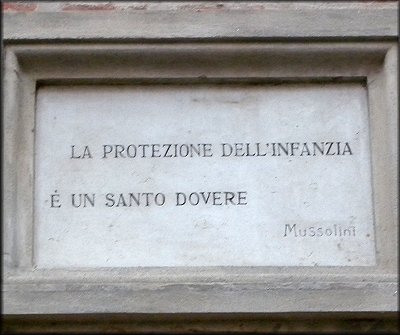 LA PROTEZIONE DELL'INFANZIA
È UN SANTO DOVERE
Mussolini